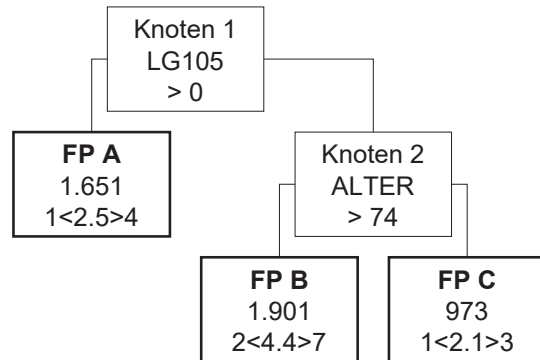 Knoten 1
LG105
> 0
FP A
1.651
1<2.5>4
Knoten 2
ALTER
> 74
FP B
1.901
2<4.4>7
FP C
973
1<2.1>3